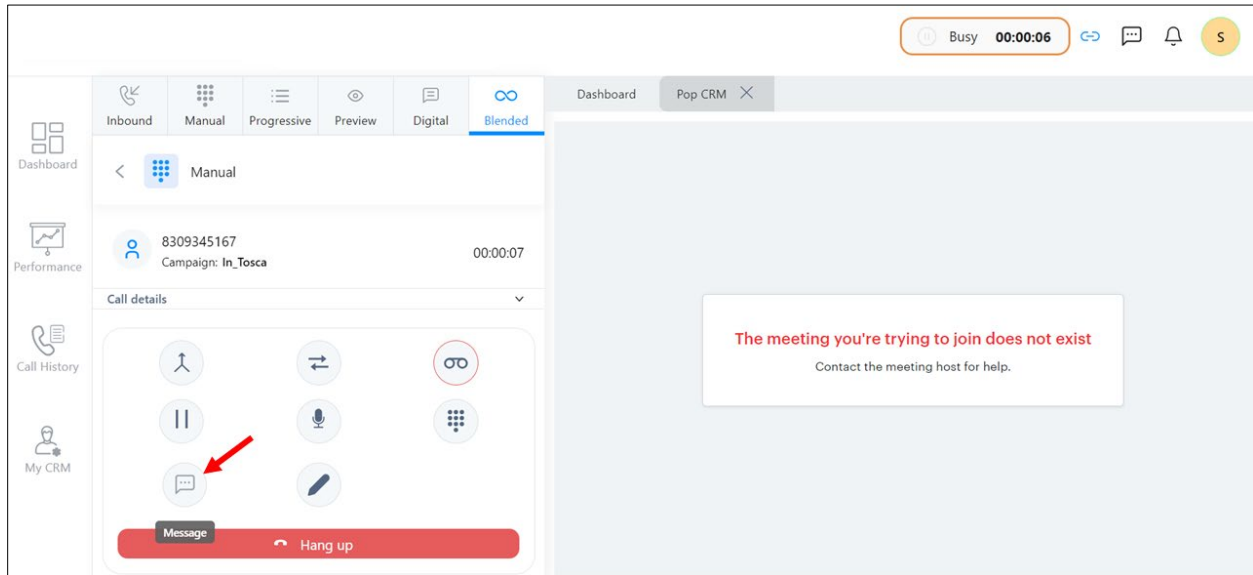 Busy 00:00:06
S
Inbound Manual Progressive Preview Digital Blended
Dashboard Pop CRM
Dashboard
Manual
Performance
8309345167
Campaign: In_Tosca
00:00:07
Call details
The meeting you're trying to join does not exist
Contact the meeting host for help.
Call History
My CRM
Message
Hang up